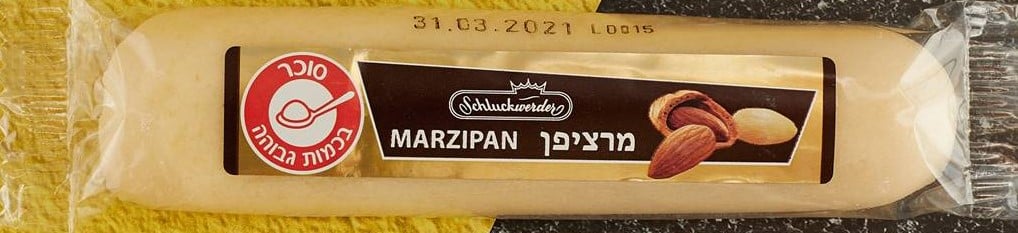 31.03.2021 L0015
סוכר
בכמות גבוהה
Schluckwerder
MARZIPAN מרציפן